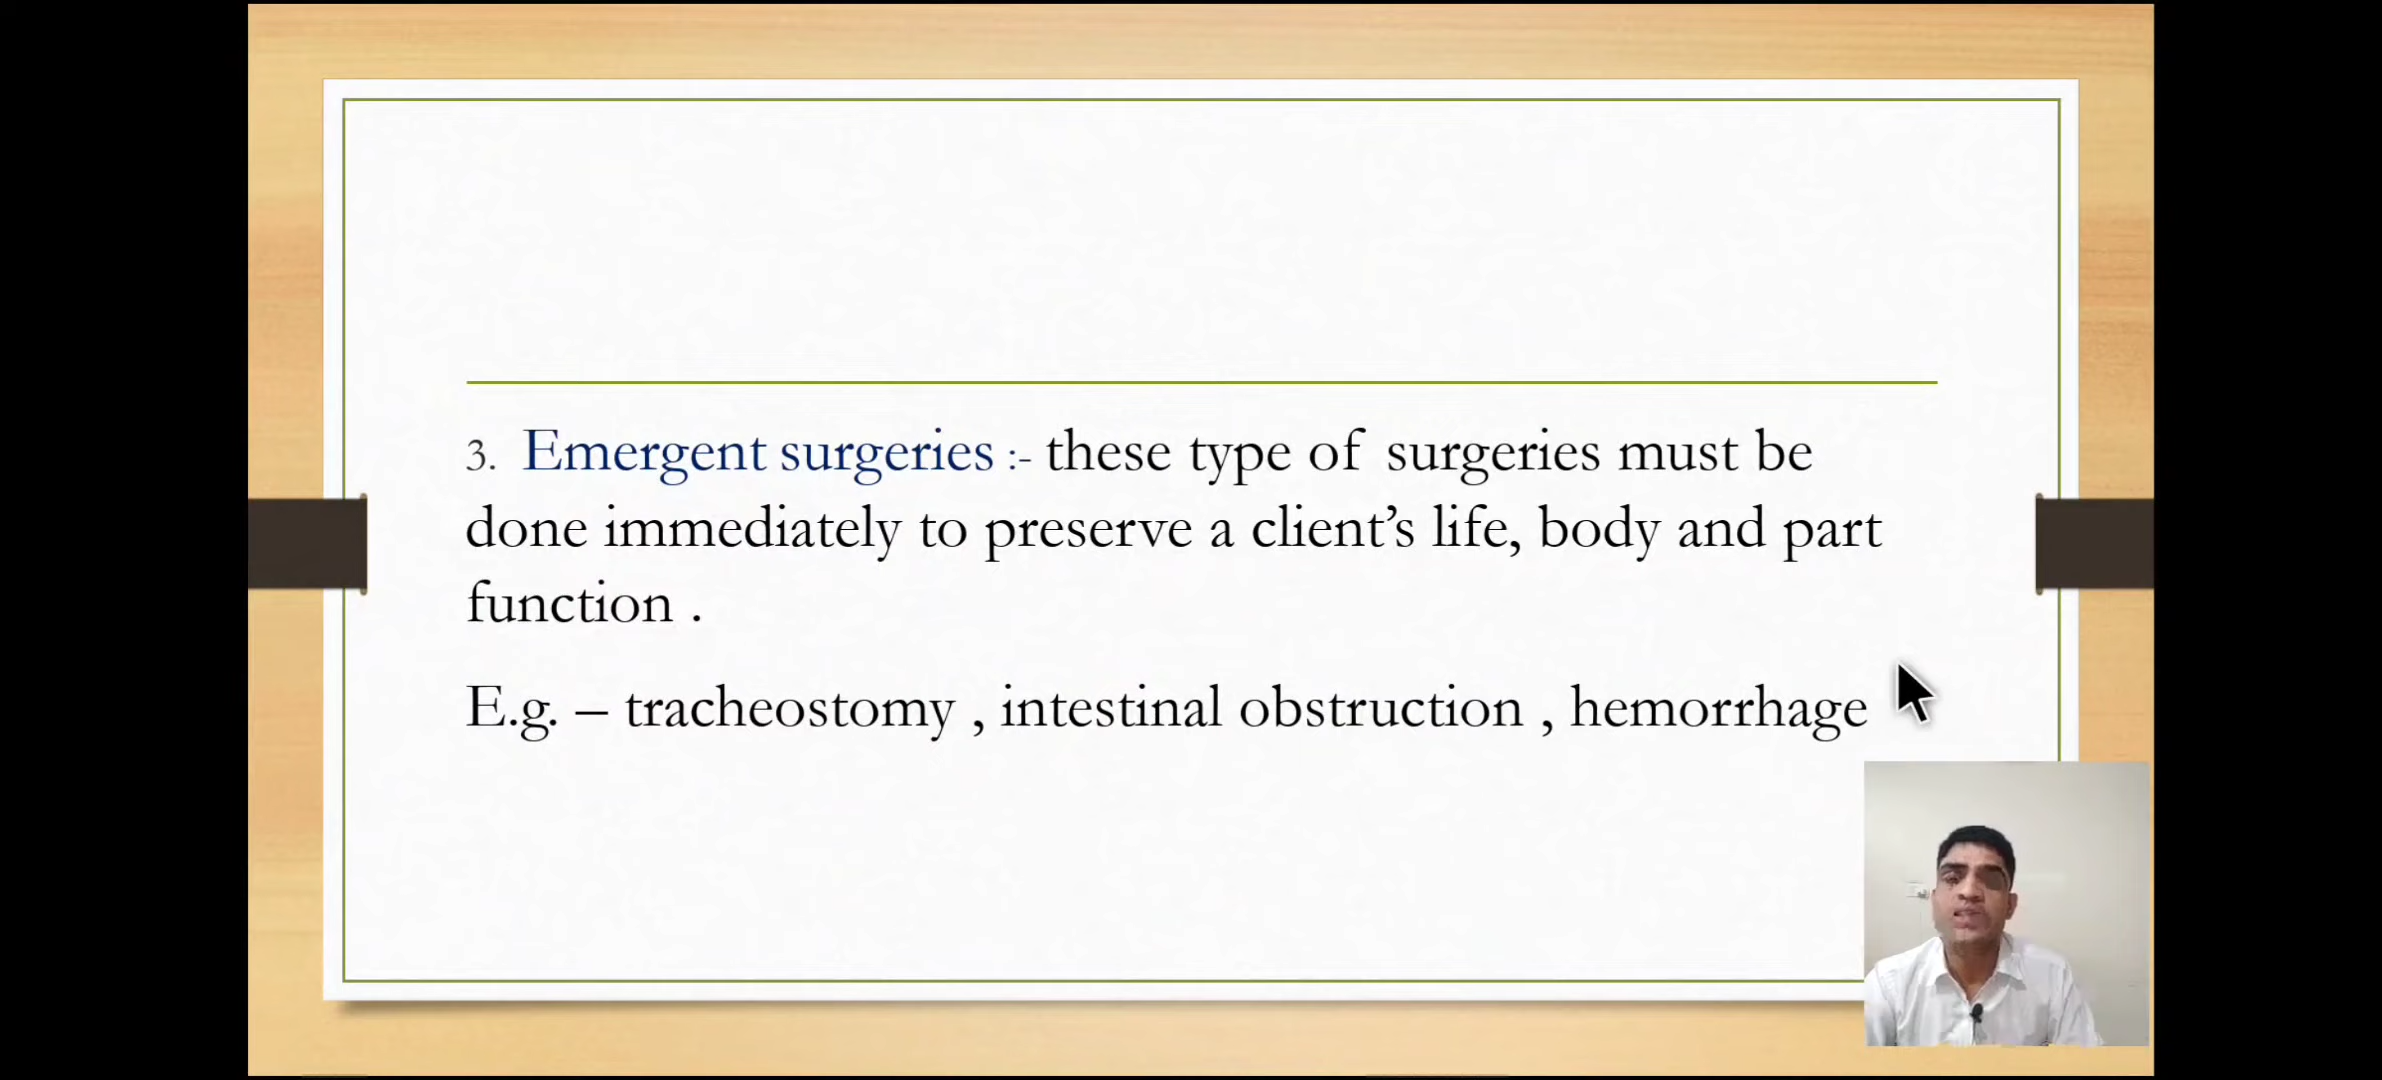 3. Emergent surgeries :- these type of surgeries must be
done immediately to preserve a client’s life, body and part
function .
E.g. – tracheostomy , intestinal obstruction , hemorrhage